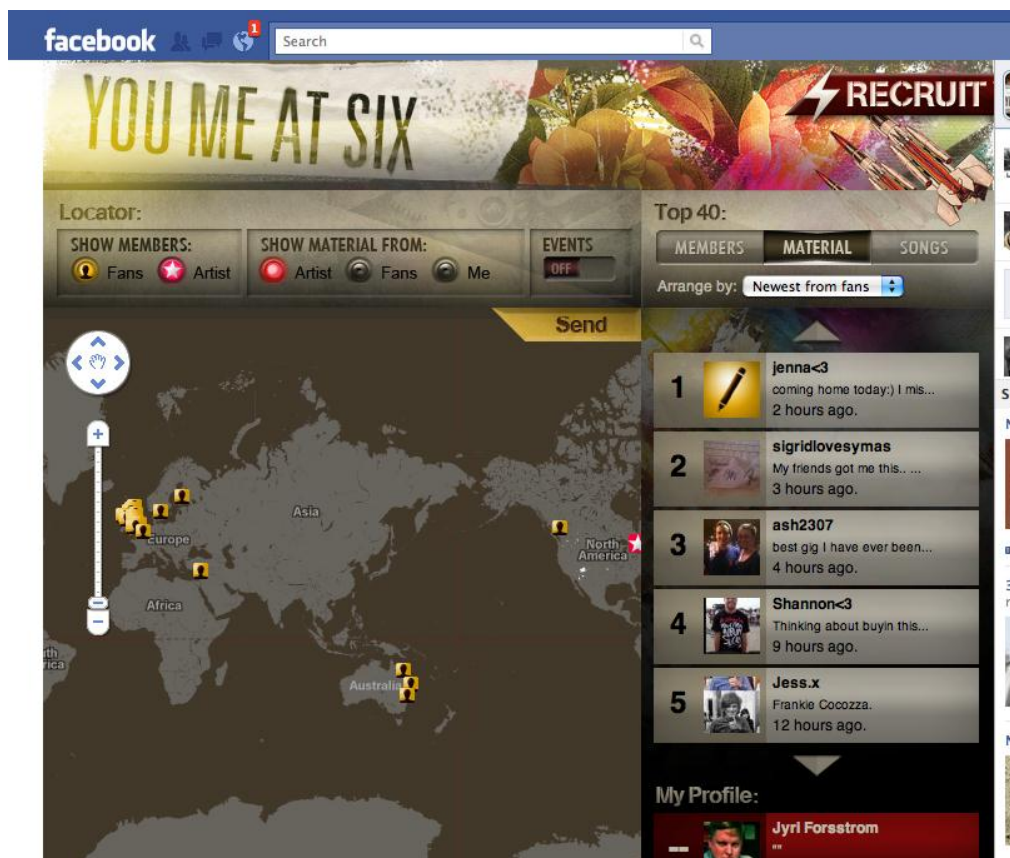 facebook
1
Search
YOU ME AT SIX
RECRUIT
Locator:
SHOW MEMBERS:
Fans
Artist
SHOW MATERIAL FROM:
Artist
Fans
Me
EVENTS
OFF
Top 40:
MEMBERS
MATERIAL
SONGS
Arrange by:
Newest from fans
Send
Asia
Europe
North
America
Africa
Australia
1
jenna<3
coming home today:) I mis...
2 hours ago.
2
sigridlovesymas
My friends got me this.. ...
3 hours ago.
3
ash2307
best gig I have ever been...
4 hours ago.
4
Shannon<3
Thinking about buyin this...
9 hours ago.
5
Jess.x
Frankie Cocozza.
12 hours ago.
My Profile:
--
Jyri Forsstrom
""